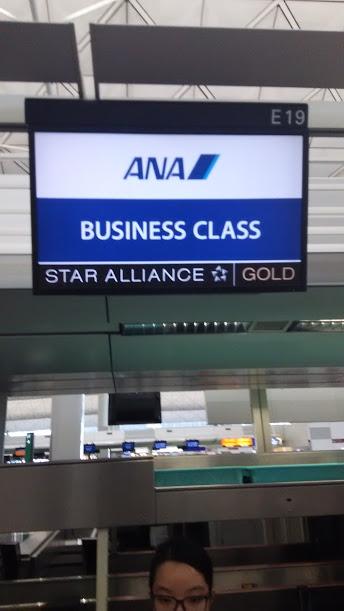 E19
ANA
BUSINESS CLASS
STAR ALLIANCE GOLD